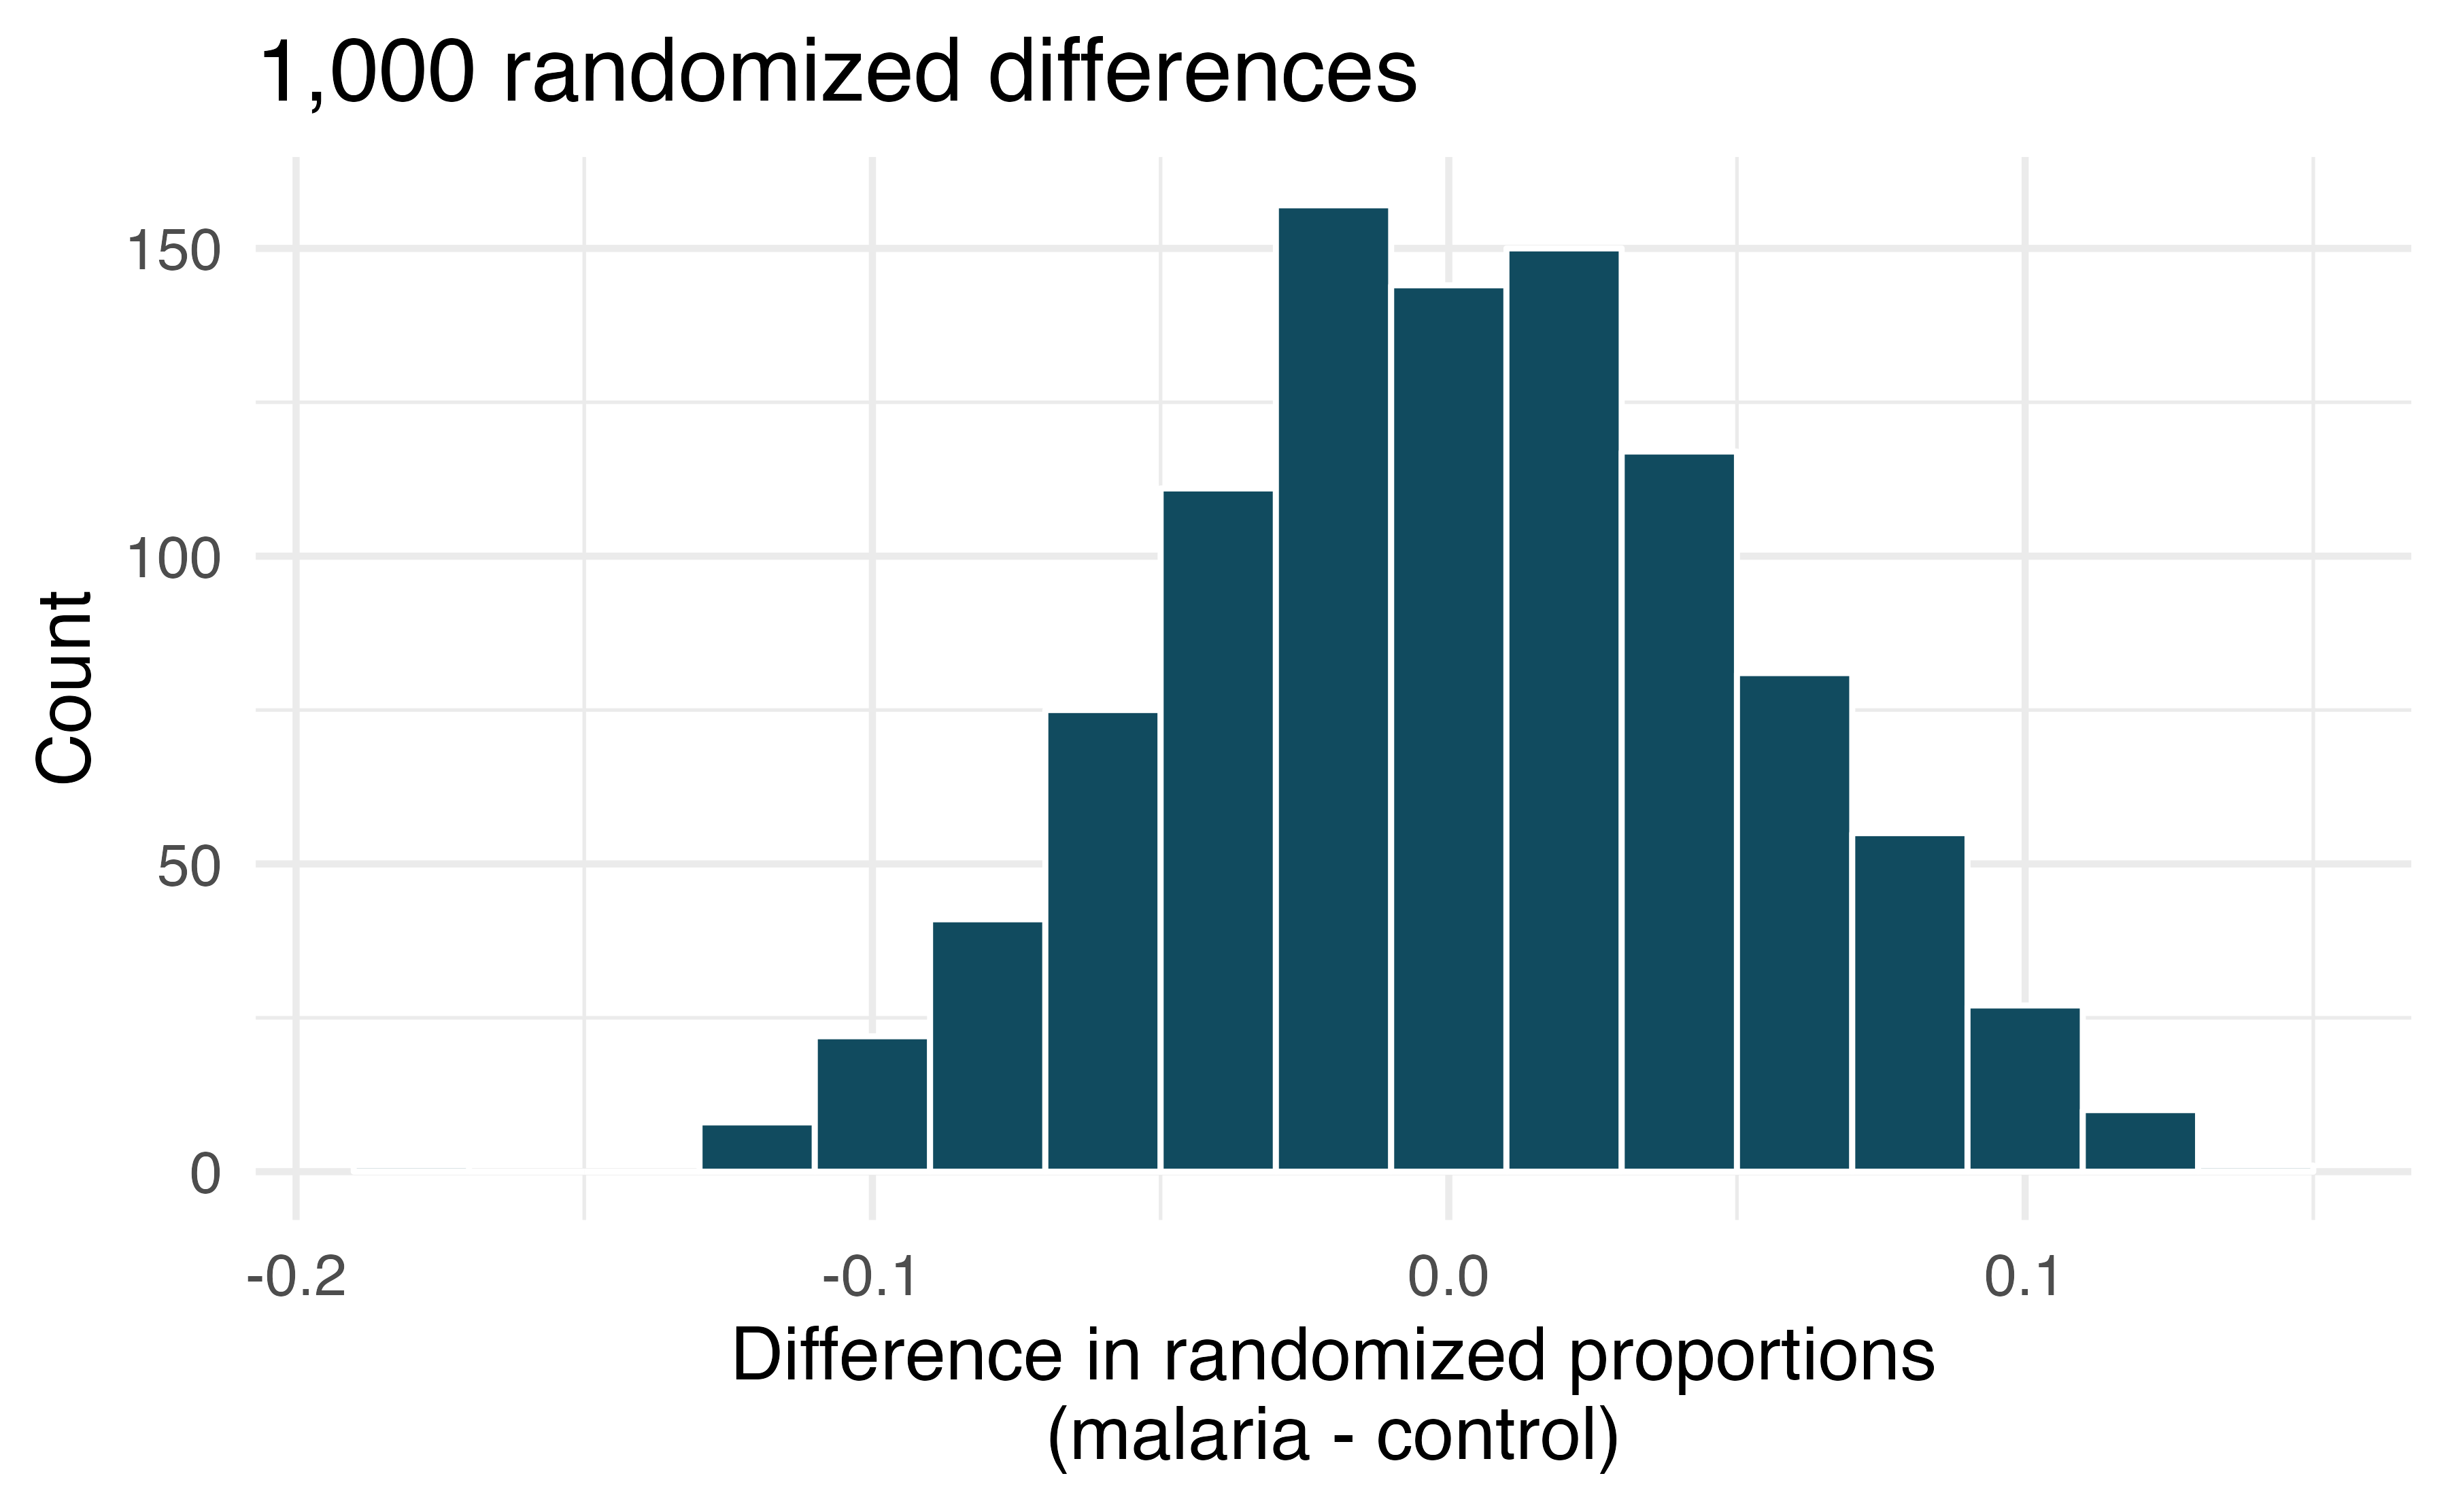 1,000 randomized differences
150
100
50
0
Count
-0.2
-0.1
0.0
0.1
Difference in randomized proportions
(malaria - control)